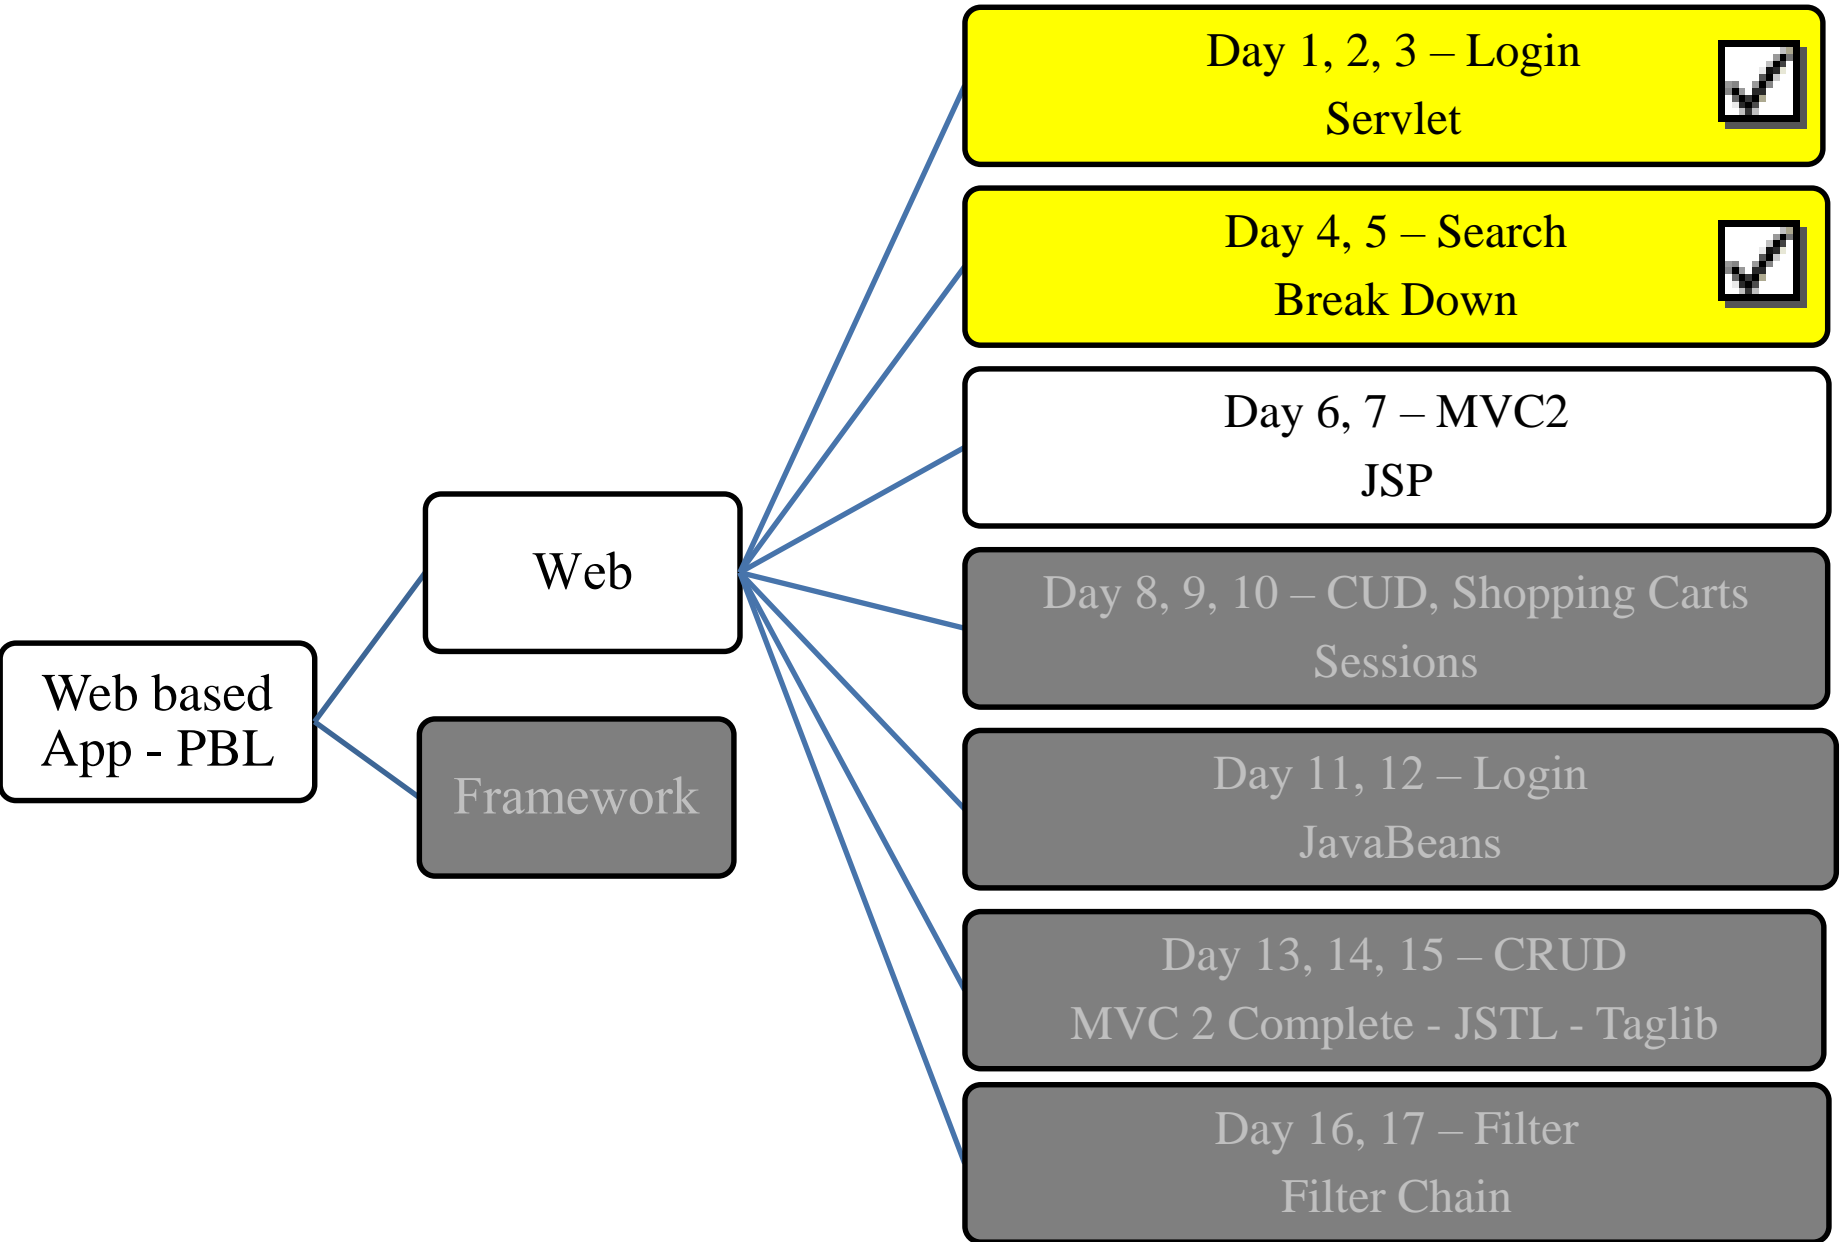 Web based
App - PBL
Web
Framework
Day 1, 2, 3 – Login
Servlet
Day 4, 5 – Search
Break Down
Day 6, 7 – MVC2
JSP
Day 8, 9, 10 – CUD, Shopping Carts
Sessions
Day 11, 12 – Login
JavaBeans
Day 13, 14, 15 – CRUD
MVC 2 Complete - JSTL - Taglib
Day 16, 17 – Filter
Filter Chain